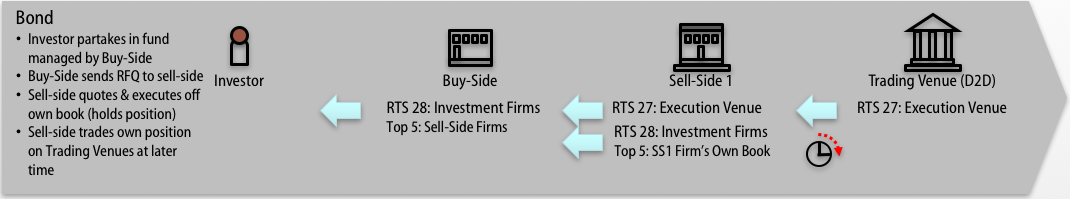 Bond
• Investor partakes in fund
managed by Buy-Side
• Buy-Side sends RFQ to sell-side
• Sell-side quotes & executes off
own book (holds position)
• Sell-side trades own position
on Trading Venues at later
time
Investor
Buy-Side
RTS 28: Investment Firms
Top 5: Sell-Side Firms
Sell-Side 1
RTS 27: Execution Venue
RTS 28: Investment Firms
Top 5: SS1 Firm's Own Book
Trading Venue (D2D)
RTS 27: Execution Venue